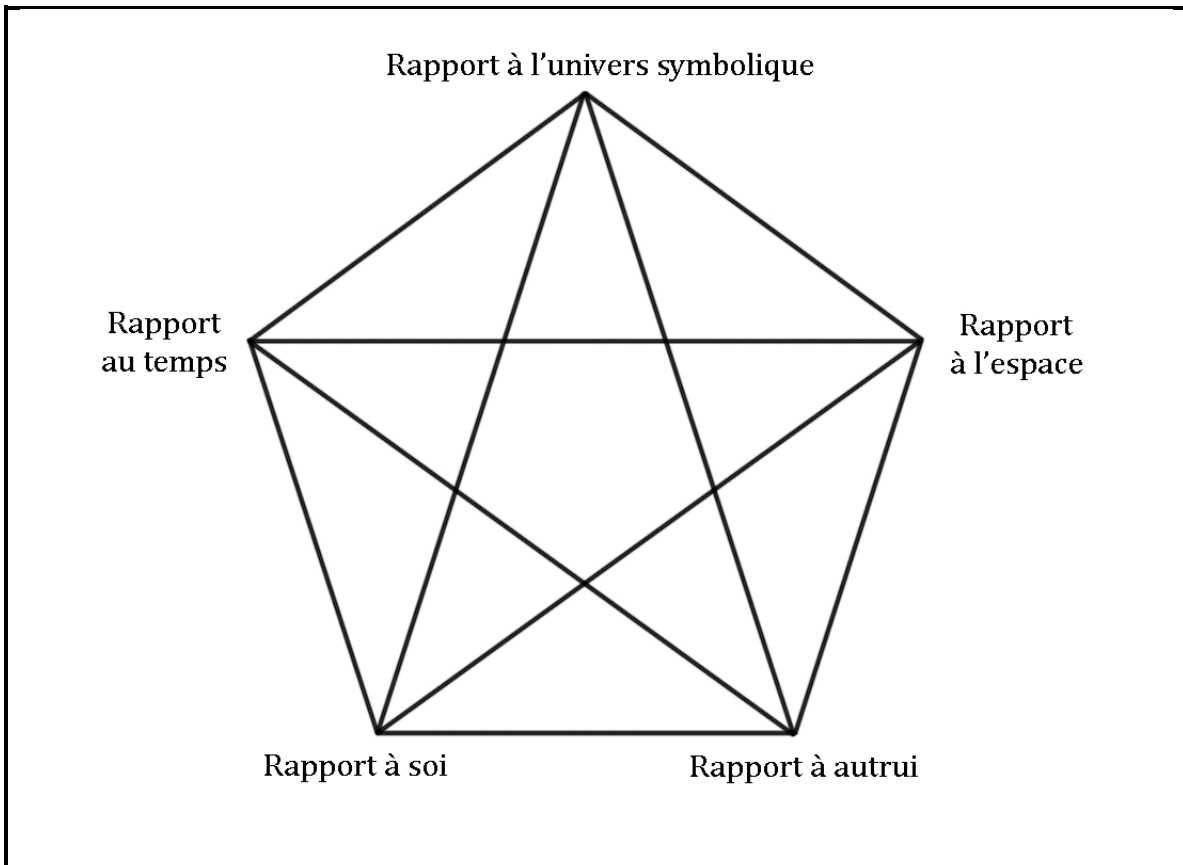 Rapport à l’univers symbolique
Rapport
au temps
Rapport
à l’espace
Rapport à soi
Rapport à autrui